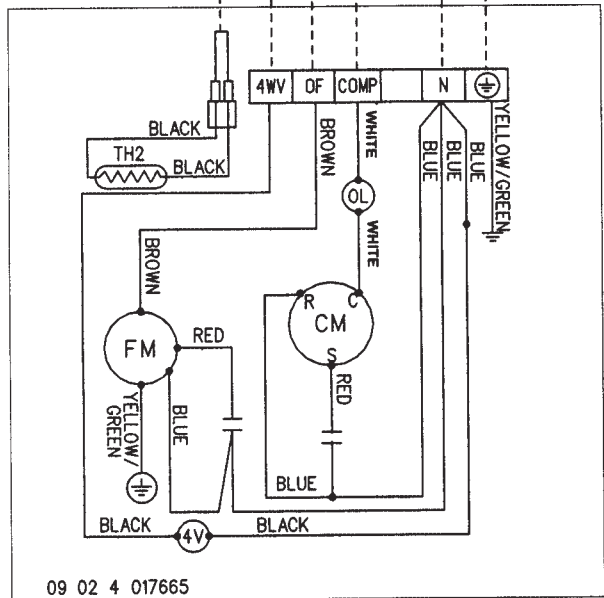 4WV OF COMP N
BLACK
TH2
BLACK
BROWN
WHITE
BLUE
BLUE
BLUE
YELLOW/GREEN
OL
WHITE
BROWN
R C
CM
S
FM
RED
RED
YELLOW/
GREEN
BLUE
BLUE
BLACK
4V
BLACK
09 02 4 017665